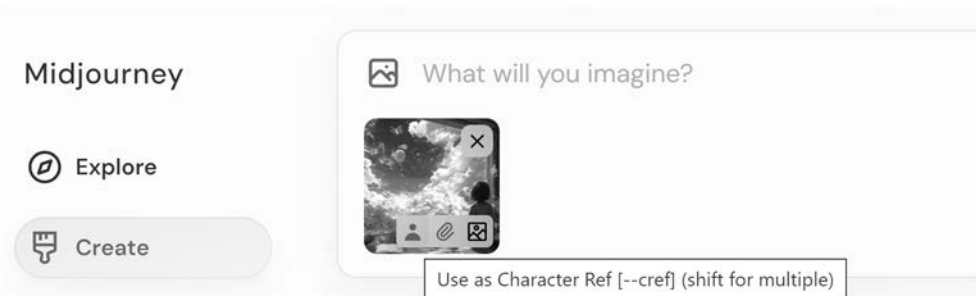 Midjourney
What will you imagine?
Explore
Create
Use as Character Ref [--cref] (shift for multiple)